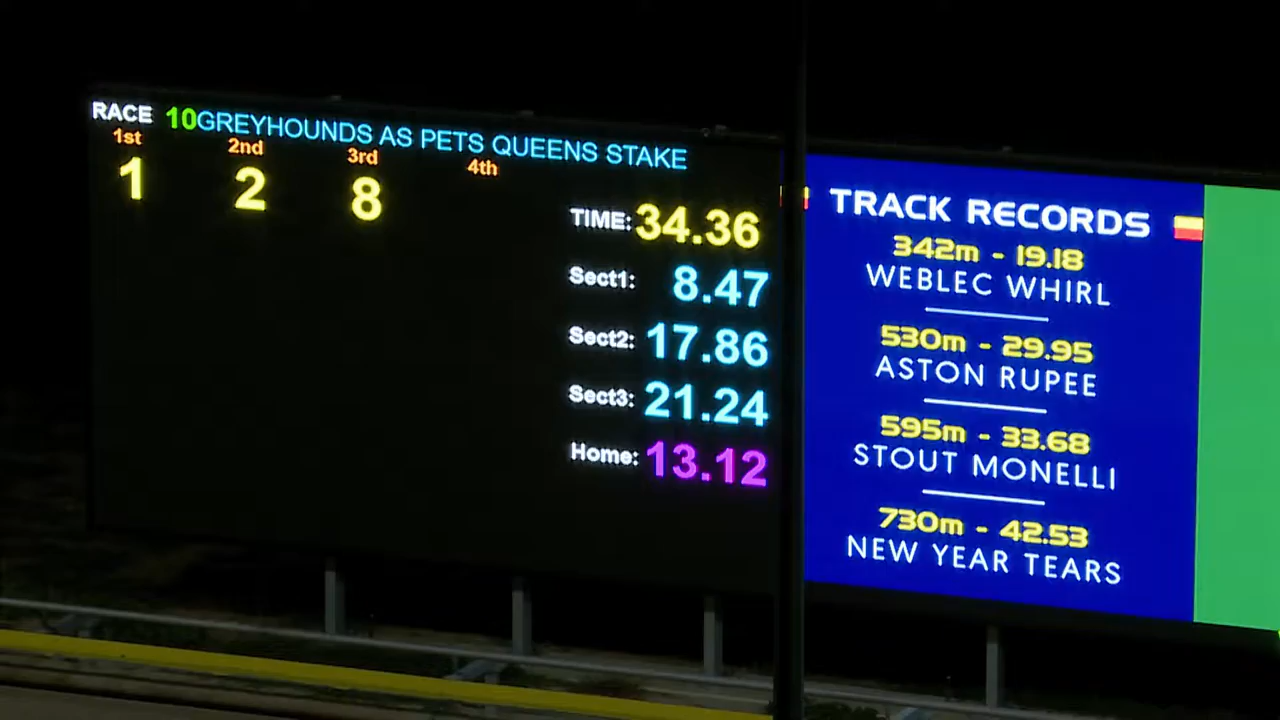 RACE 10GREYHOUNDS AS PETS QUEENS STAKE
1st 2nd 3rd 4th
1 2 8
TIME: 34.36
Sect1: 8.47
Sect2: 17.86
Sect3: 21.24
Home: 13.12
TRACK RECORDS
342m - 19.18
WEBLEC WHIRL
530m - 29.95
ASTON RUPEE
595m - 33.68
STOUT MONELLI
730m - 42.53
NEW YEAR TEARS